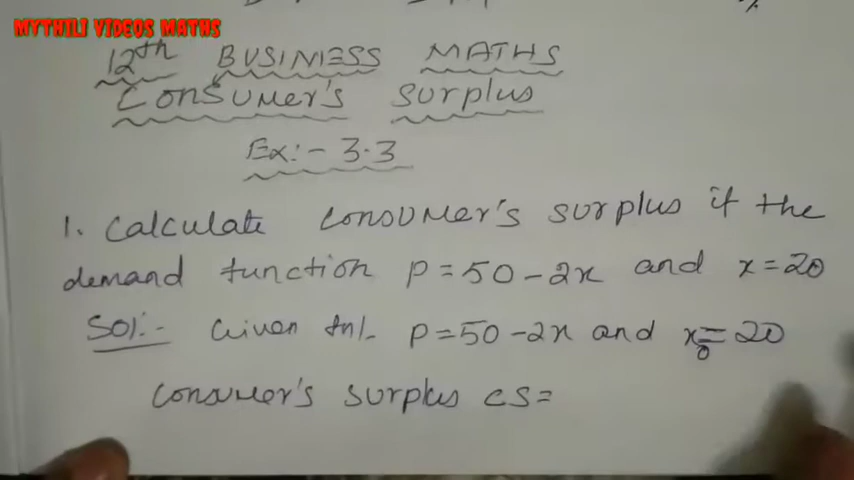 MYTHILI VIDEOS MATHS
12th BUSINESS MATHS
CONSUMER'S SURPLUS
Ex:- 3.3
1. Calculate consumer's surplus if the
demand function p = 50 - 2x and x = 20
Sol:- Given fn/. p = 50 - 2x and x₀ = 20
Consumer's surplus CS =